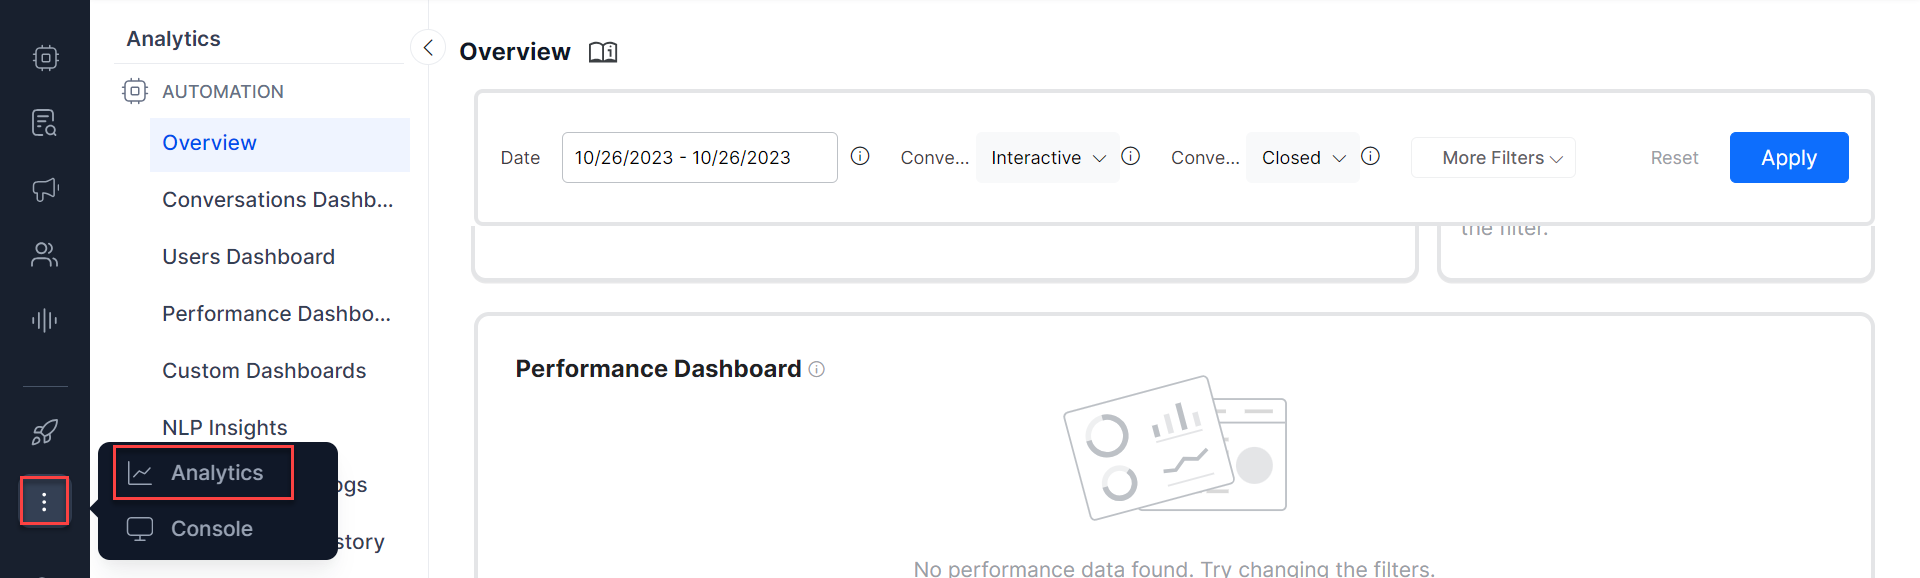 Analytics
AUTOMATION
Overview
Conversations Dashb...
Users Dashboard
Performance Dashbo...
Custom Dashboards
NLP Insights
ogs
story
Analytics
Console
Overview
Date 10/26/2023 - 10/26/2023 Conve... Interactive Conve... Closed More Filters Reset Apply
the filter.
Performance Dashboard
No performance data found. Try changing the filters.